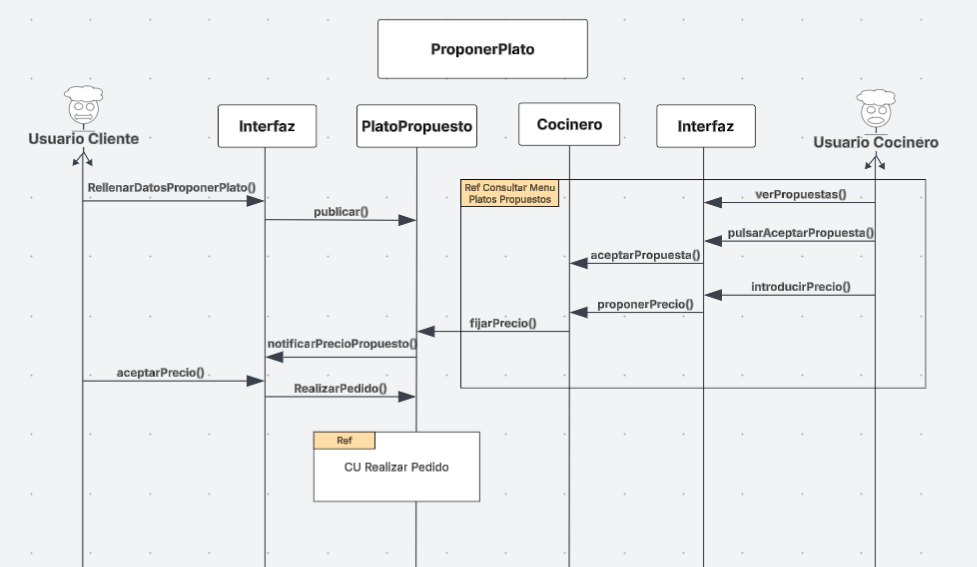 ProponerPlato
Usuario Cliente
Interfaz
PlatoPropuesto
Cocinero
Interfaz
Usuario Cocinero
RellenarDatosProponerPlato()
publicar()
Ref Consultar Menu
Platos Propuestos
verPropuestas()
pulsarAceptarPropuesta()
aceptarPropuesta()
introducirPrecio()
proponerPrecio()
fijarPrecio()
notificarPrecioPropuesto()
aceptarPrecio()
RealizarPedido()
Ref
CU Realizar Pedido